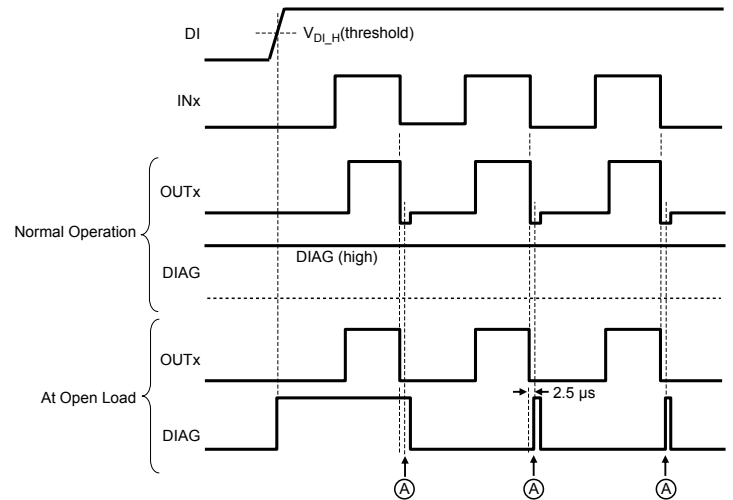 DI
V_DI_H(threshold)
INx
Normal Operation
OUTx
DIAG (high)
DIAG
At Open Load
OUTx
2.5 µs
DIAG
A A A